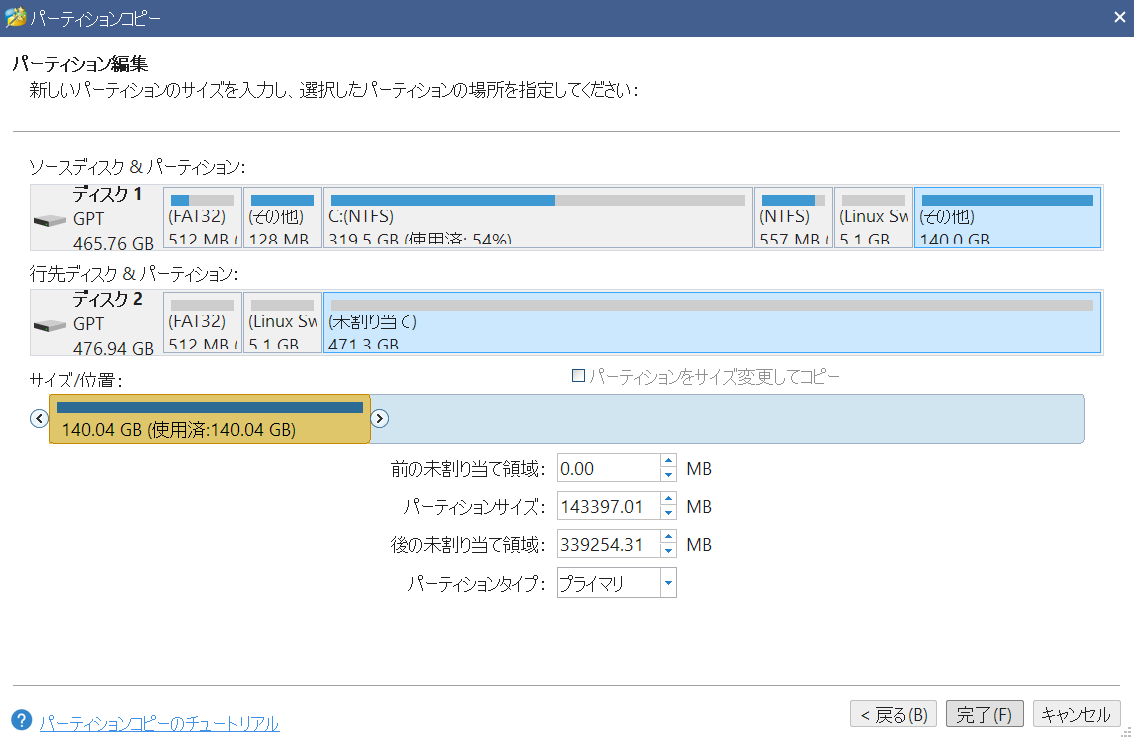 パーティションコピー
パーティション編集
新しいパーティションのサイズを入力し、選択したパーティションの場所を指定してください:
ソースディスク & パーティション:
ディスク 1
GPT
465.76 GB
(FAT32)
512 MB (
(その他)
128 MB
C:(NTFS)
319.5 GB (使用済: 54%)
(NTFS)
557 MB (
(Linux Sw
5.1 GB
(その他)
140.0 GB
行先ディスク & パーティション:
ディスク 2
GPT
476.94 GB
(FAT32)
512 MB (
(Linux Sw
5.1 GB
(未割り当て)
471.3 GB
サイズ/位置:
パーティションをサイズ変更してコピー
140.04 GB (使用済:140.04 GB)
前の未割り当て領域: 0.00 MB
パーティションサイズ: 143397.01 MB
後の未割り当て領域: 339254.31 MB
パーティションタイプ: プライマリ
? パーティションコピーのチュートリアル
< 戻る(B) 完了(F) キャンセル